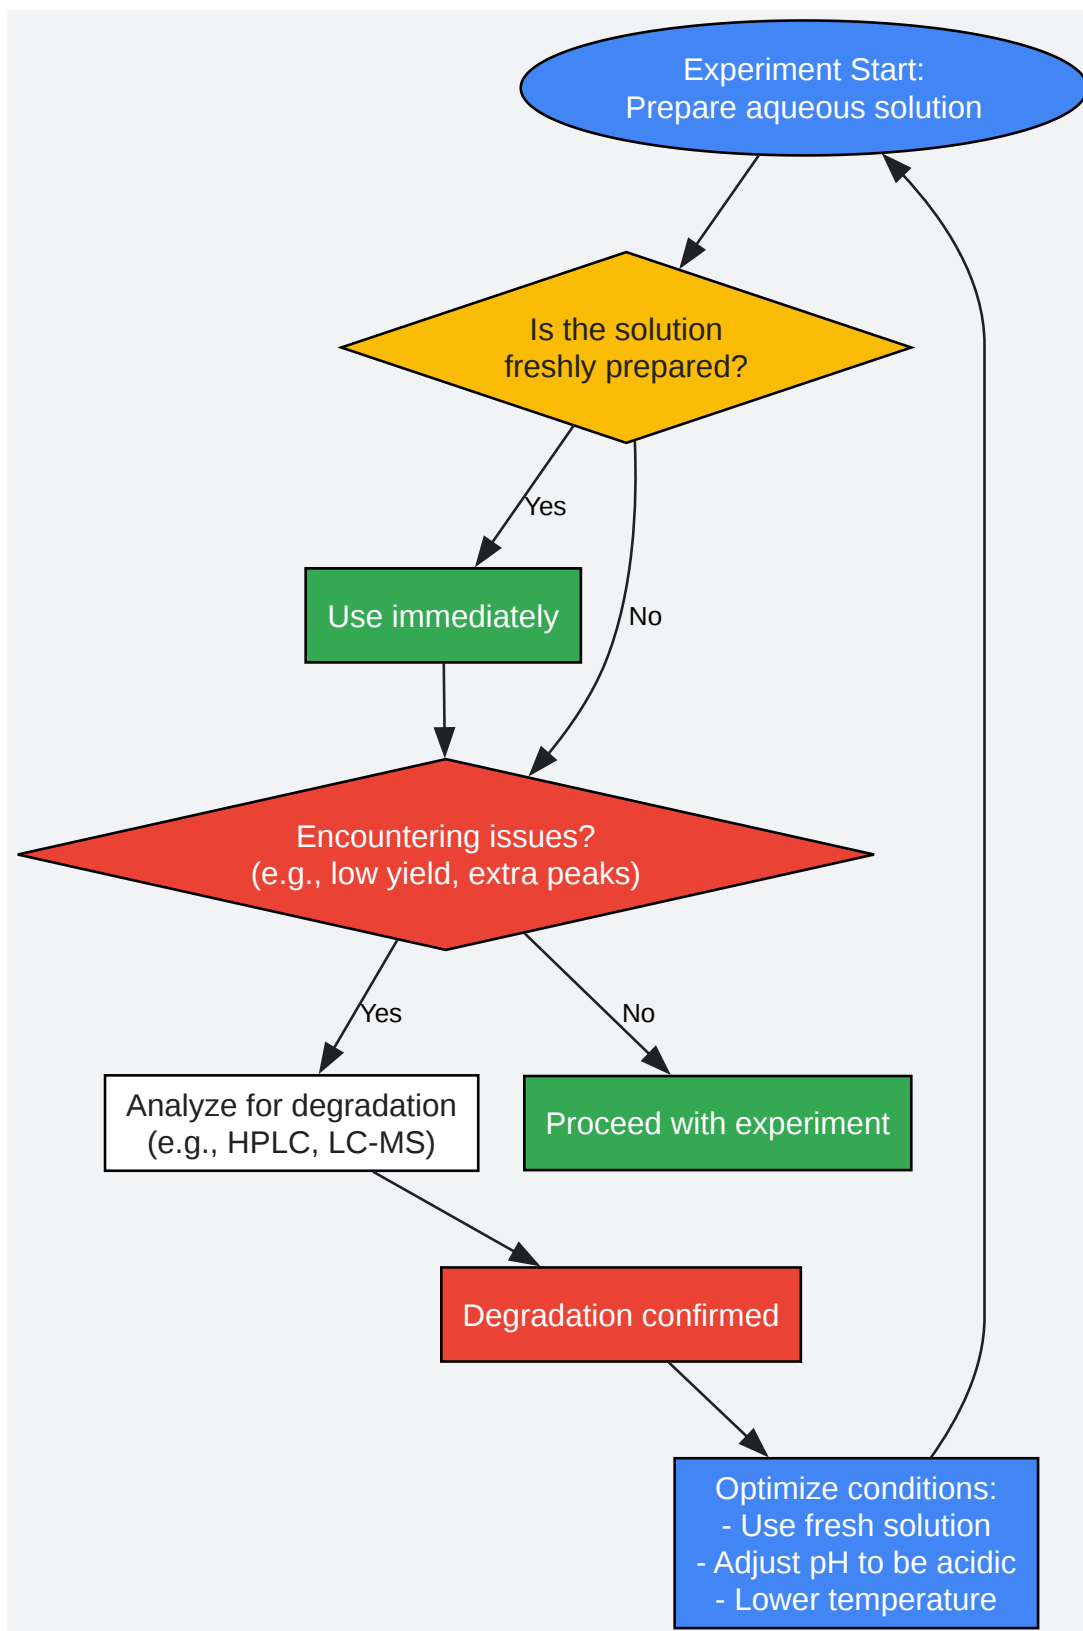 Experiment Start:
Prepare aqueous solution
Is the solution
freshly prepared?
Yes
Use immediately
No
Encountering issues?
(e.g., low yield, extra peaks)
Yes
No
Analyze for degradation
(e.g., HPLC, LC-MS)
Proceed with experiment
Degradation confirmed
Optimize conditions:
- Use fresh solution
- Adjust pH to be acidic
- Lower temperature